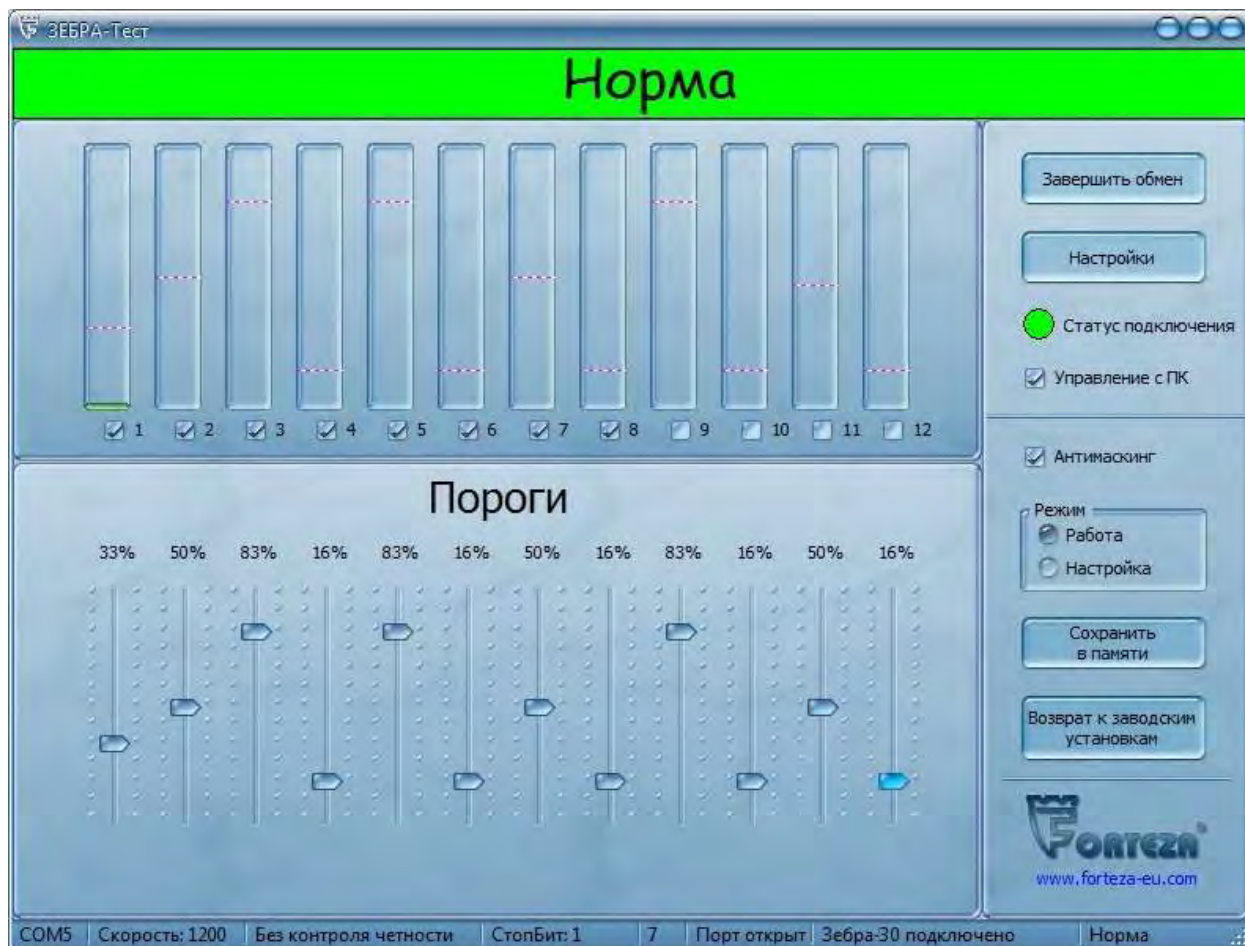 ЗЕБРА-Тест
Норма
1 2 3 4 5 6 7 8 9 10 11 12
Пороги
33% 50% 83% 16% 83% 16% 50% 16% 83% 16% 50% 16%
Завершить обмен
Настройки
Статус подключения
Управление с ПК
Антимаскинг
Режим
Работа
Настройка
Сохранить
в памяти
Возврат к заводским
установкам
FORTEZA
www.forteza-eu.com
COM5 Скорость: 1200 Без контроля четности СтопБит: 1 7 Порт открыт Зебра-30 подключено Норма